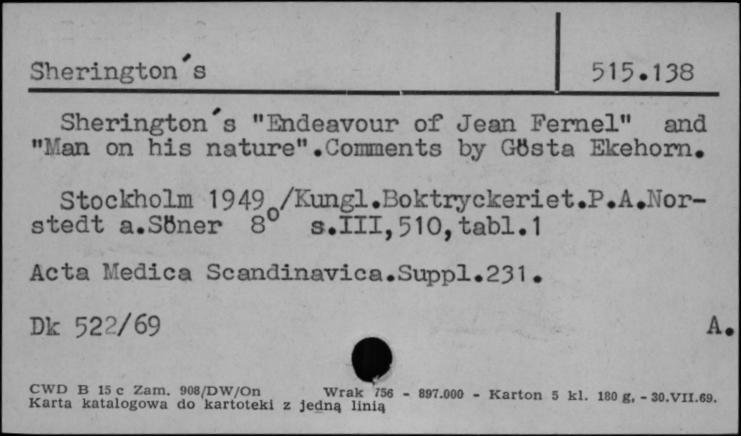 Sherington´s 515.138
Sherington´s "Endeavour of Jean Fernel" and
"Man on his nature".Comments by Gösta Ekehorn.
Stockholm 1949 /Kungl.Boktryckeriet.P.A.Nor-
stedt a.Söner 8° s.III,510,tabl.1
Acta Medica Scandinavica.Suppl.231.
Dk 522/69 A.
CWD B 15 c Zam. 908/DW/On Wrak 756 - 897.000 - Karton 5 kl. 180 g, - 30.VII.69.
Karta katalogowa do kartoteki z jedną linią